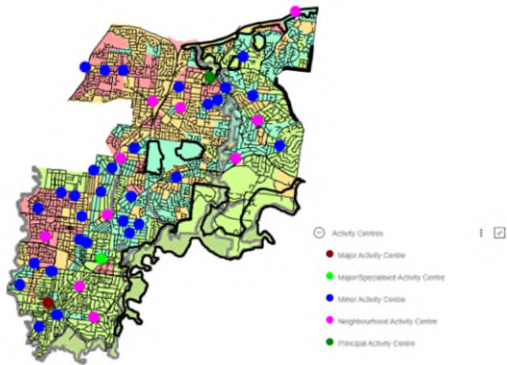 Activity Centres
Major Activity Centre
Major/Specialised Activity Centre
Minor Activity Centre
Neighbourhood Activity Centre
Principal Activity Centre